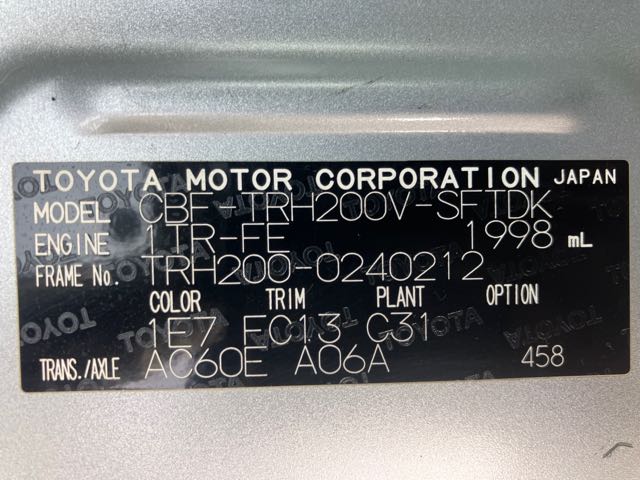 TOYOTA MOTOR CORPORATION JAPAN
MODEL CBF-TRH200V-SFTDK
ENGINE 1TR-FE 1998 mL
FRAME No. TRH200-0240212
COLOR TRIM PLANT OPTION
1E7 FC13 G31
TRANS./AXLE AC60E A06A 458